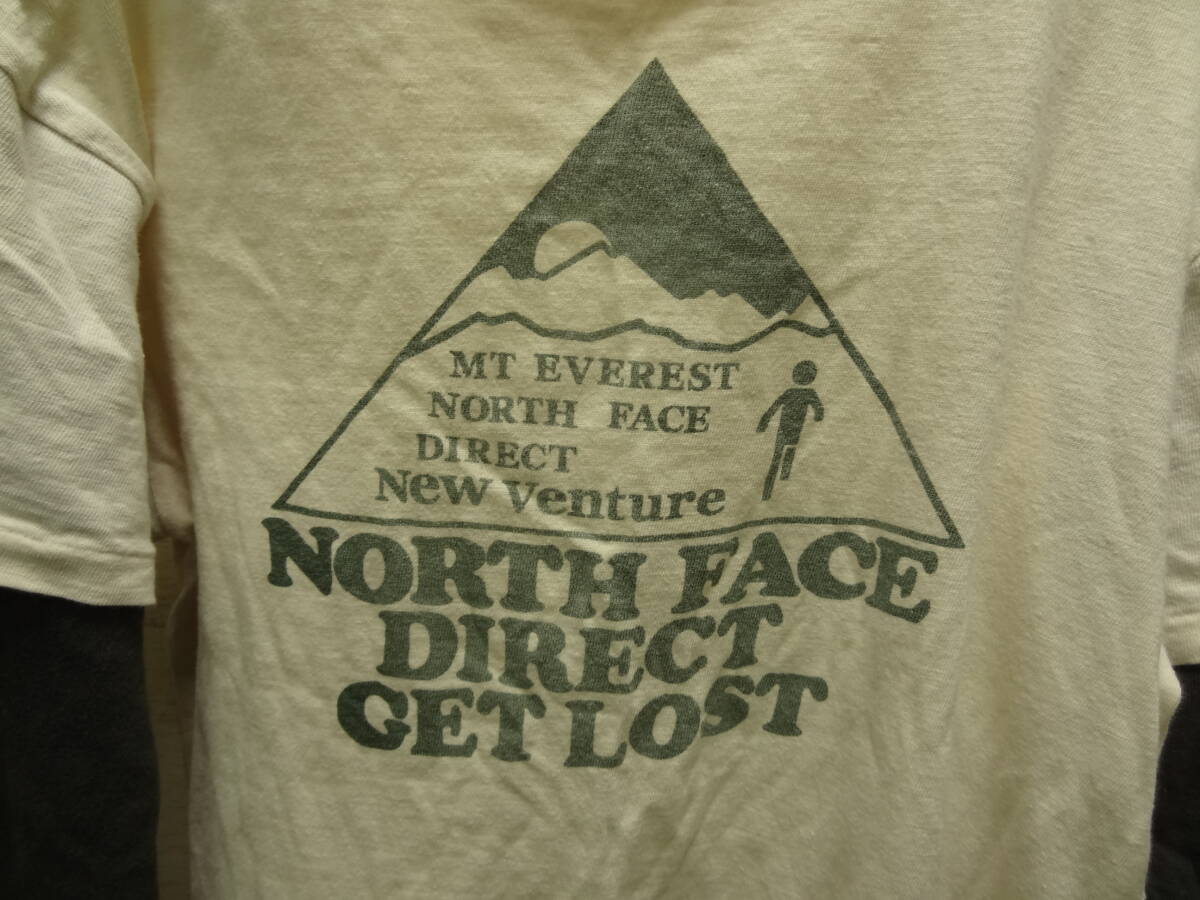 MT EVEREST
NORTH FACE
DIRECT
New Venture
NORTH FACE
DIRECT
GET LOST